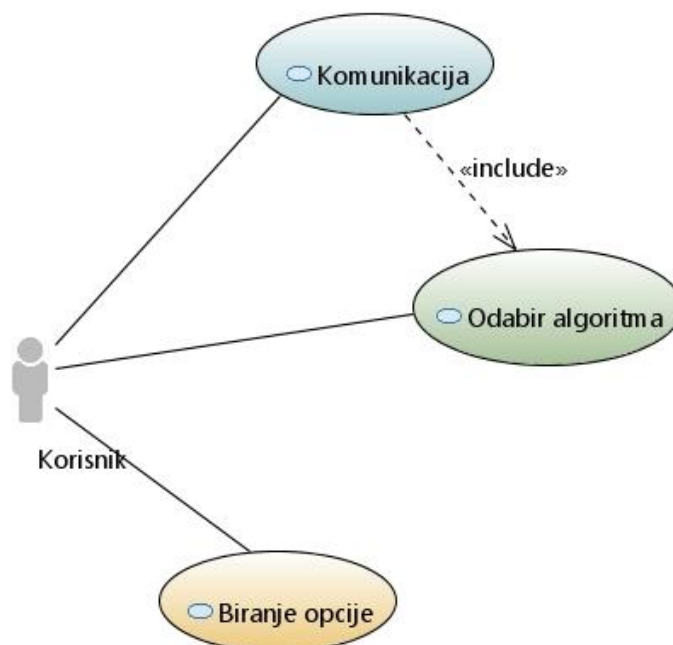 Komunikacija
«include»
Odabir algoritma
Korisnik
Biranje opcije